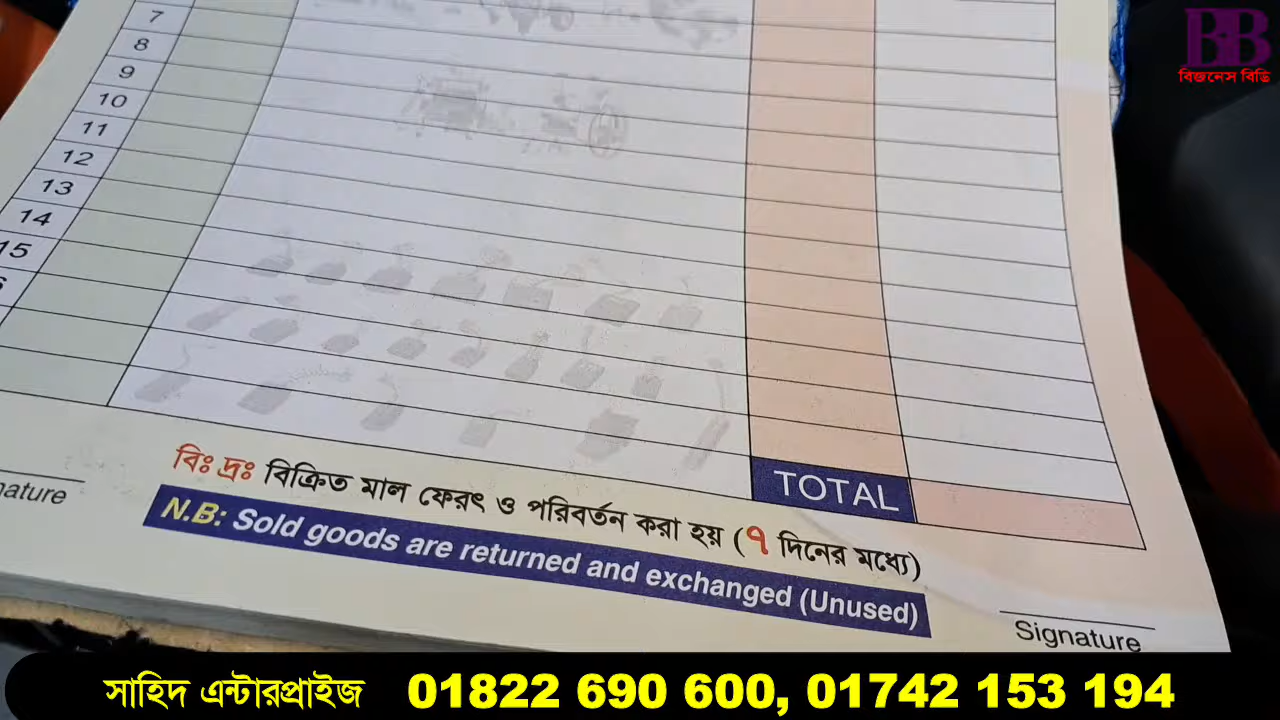 BB
বিজনেস বিডি
7
8
9
10
11
12
13
14
15
TOTAL
বিঃ দ্রঃ বিক্রিত মাল ফেরৎ ও পরিবর্তন করা হয় (৭ দিনের মধ্যে)
N.B: Sold goods are returned and exchanged (Unused)
Signature
সাহিদ এন্টারপ্রাইজ 01822 690 600, 01742 153 194